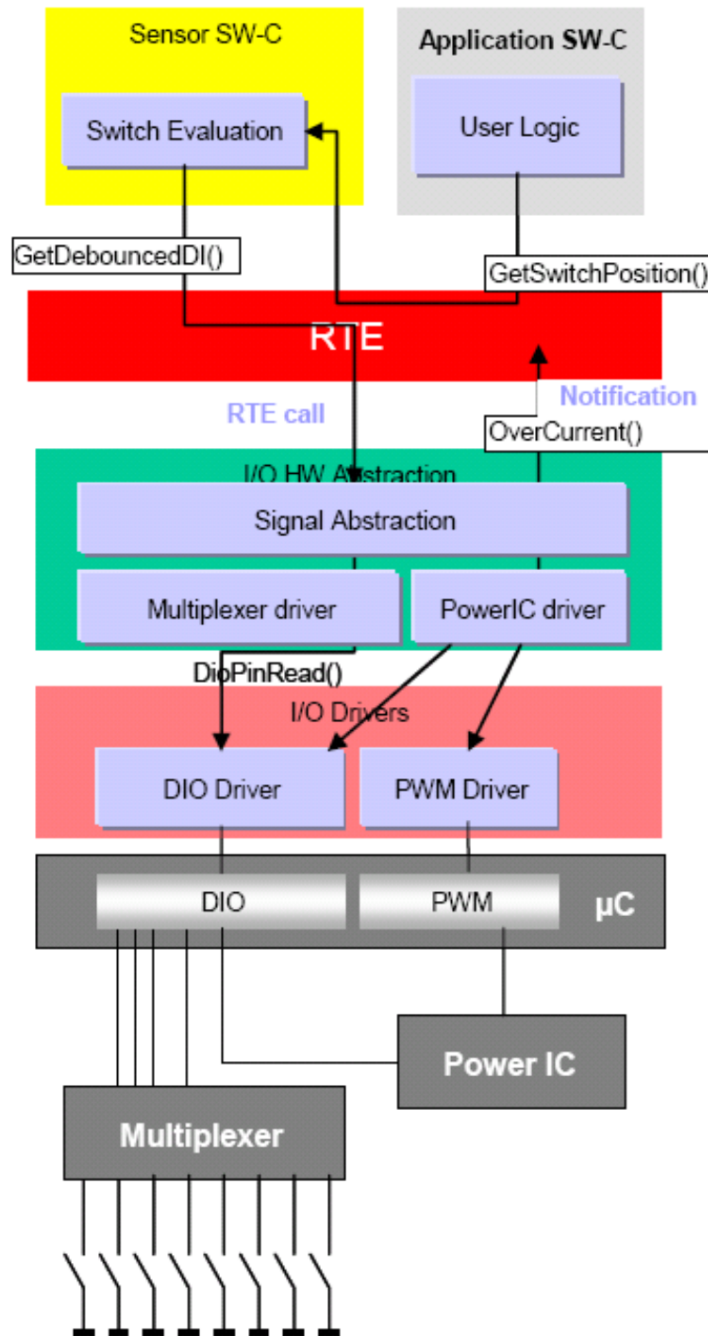 Sensor SW-C
Application SW-C
Switch Evaluation
User Logic
GetDebouncedDI()
GetSwitchPosition()
RTE
RTE call
Notification
OverCurrent()
I/O HW Abstraction
Signal Abstraction
Multiplexer driver
PowerIC driver
DioPinRead()
I/O Drivers
DIO Driver
PWM Driver
DIO
PWM
µC
Power IC
Multiplexer